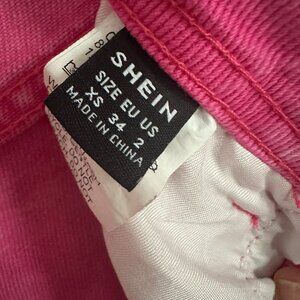 SHEIN
SIZE EU US
XS 34 2
MADE IN CHINA